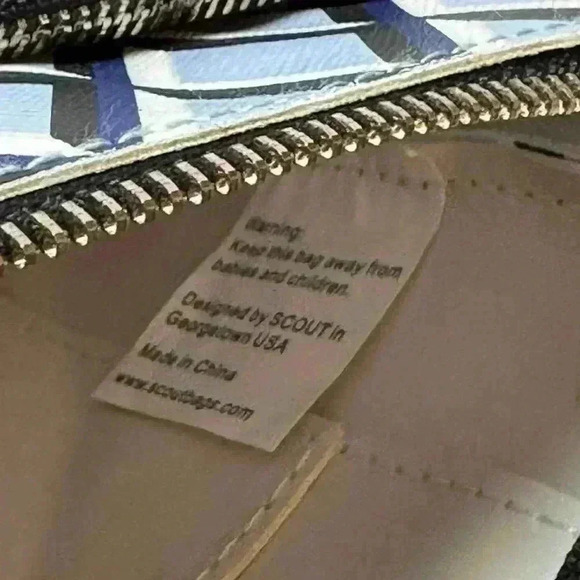 Warning:
Keep this bag away from
babies and children.
Designed by SCOUT in
Georgetown USA
Made in China
www.scoutbags.com